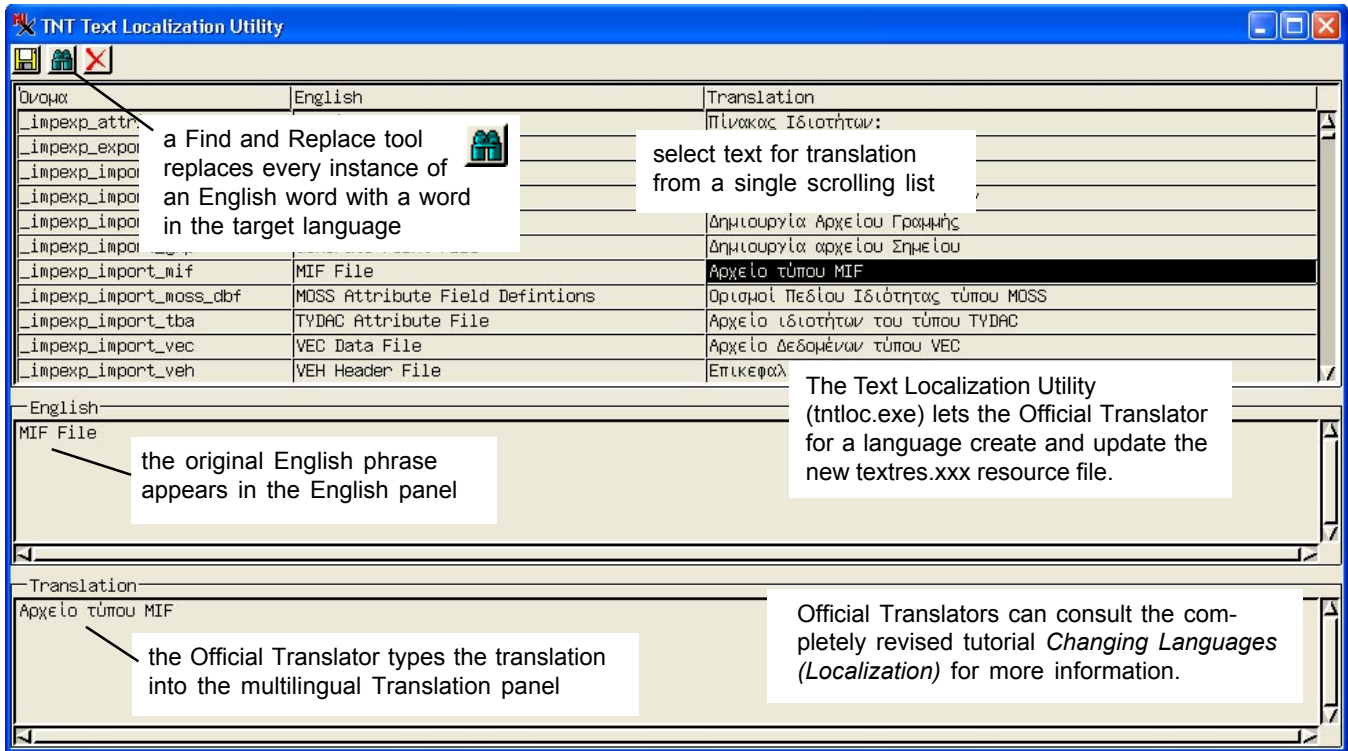 TNT Text Localization Utility
Όνομα English Translation
_impexp_attr Πίνακας Ιδιοτήτων:
_impexp_expor
_impexp_impor
_impexp_impor
_impexp_impor Δημιουργία Αρχείου Γραμμής
Δημιουργία αρχείου Σημείου
_impexp_import_mif MIF File Αρχείο τύπου MIF
_impexp_import_moss_dbf MOSS Attribute Field Defintions Ορισμοί Πεδίου Ιδιότητας τύπου MOSS
_impexp_import_tba TYDAC Attribute File Αρχείο ιδιοτήτων του τύπου TYDAC
_impexp_import_vec VEC Data File Αρχείο Δεδομένων τύπου VEC
_impexp_import_veh VEH Header File Επικεφαλ
a Find and Replace tool
replaces every instance of
an English word with a word
in the target language
select text for translation
from a single scrolling list
The Text Localization Utility
(tntloc.exe) lets the Official Translator
for a language create and update the
new textres.xxx resource file.
English
MIF File
the original English phrase
appears in the English panel
Translation
Αρχείο τύπου MIF
the Official Translator types the translation
into the multilingual Translation panel
Official Translators can consult the com-
pletely revised tutorial Changing Languages
(Localization) for more information.